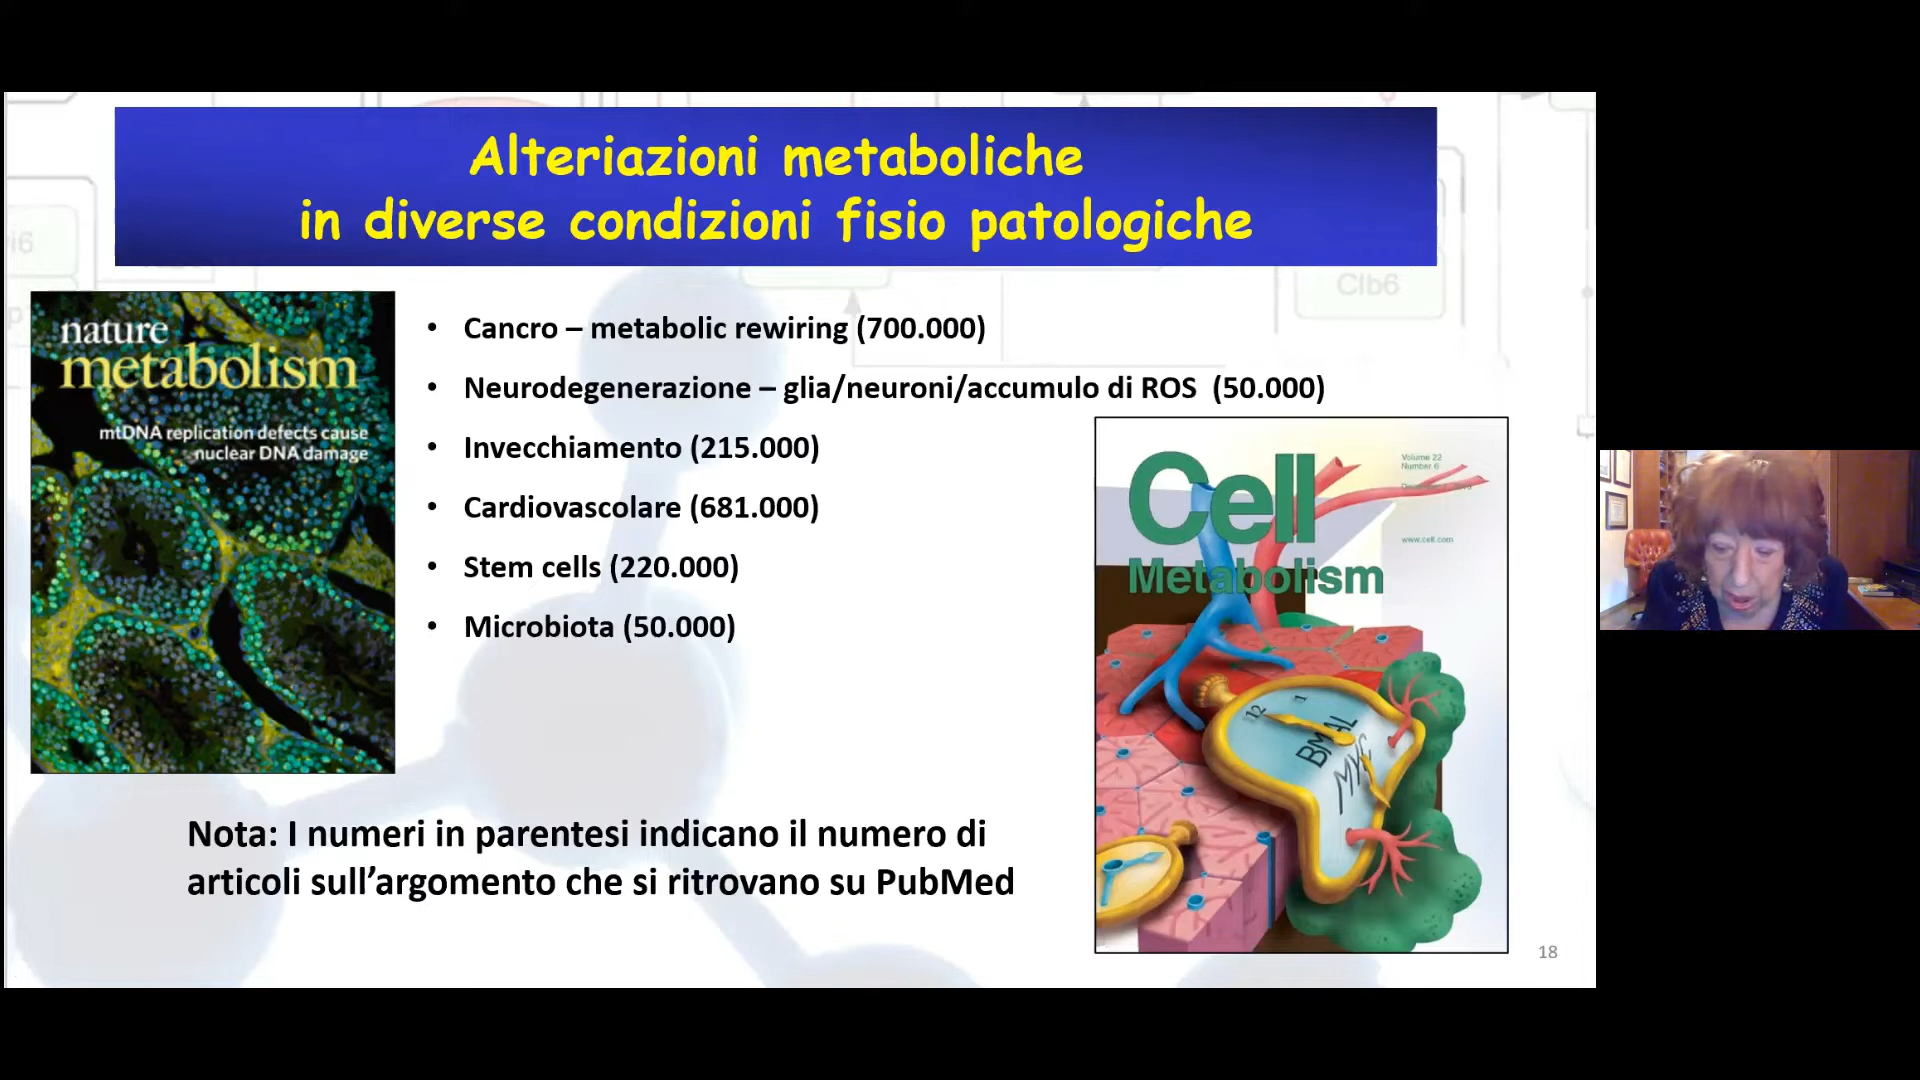 Alteriazioni metaboliche
in diverse condizioni fisio patologiche
Clb6
nature
metabolism
mtDNA replication defects cause
nuclear DNA damage
• Cancro – metabolic rewiring (700.000)
• Neurodegenerazione – glia/neuroni/accumulo di ROS (50.000)
• Invecchiamento (215.000)
• Cardiovascolare (681.000)
• Stem cells (220.000)
• Microbiota (50.000)
Cell
Metabolism
Volume 22
Number 6
www.cell.com
12 1
BMAL
MYC
Nota: I numeri in parentesi indicano il numero di
articoli sull’argomento che si ritrovano su PubMed
18